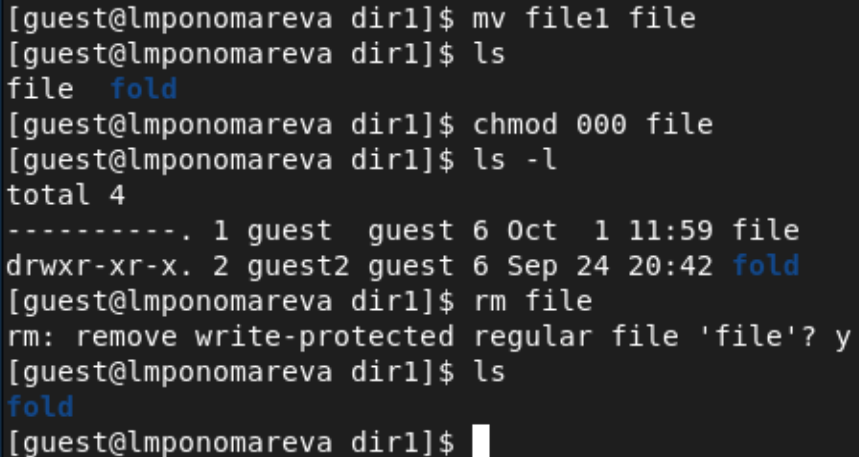 [guest@lmponomareva dir1]$ mv file1 file
[guest@lmponomareva dir1]$ ls
file  fold
[guest@lmponomareva dir1]$ chmod 000 file
[guest@lmponomareva dir1]$ ls -l
total 4
----------. 1 guest  guest 6 Oct  1 11:59 file
drwxr-xr-x. 2 guest2 guest 6 Sep 24 20:42 fold
[guest@lmponomareva dir1]$ rm file
rm: remove write-protected regular file 'file'? y
[guest@lmponomareva dir1]$ ls
fold
[guest@lmponomareva dir1]$